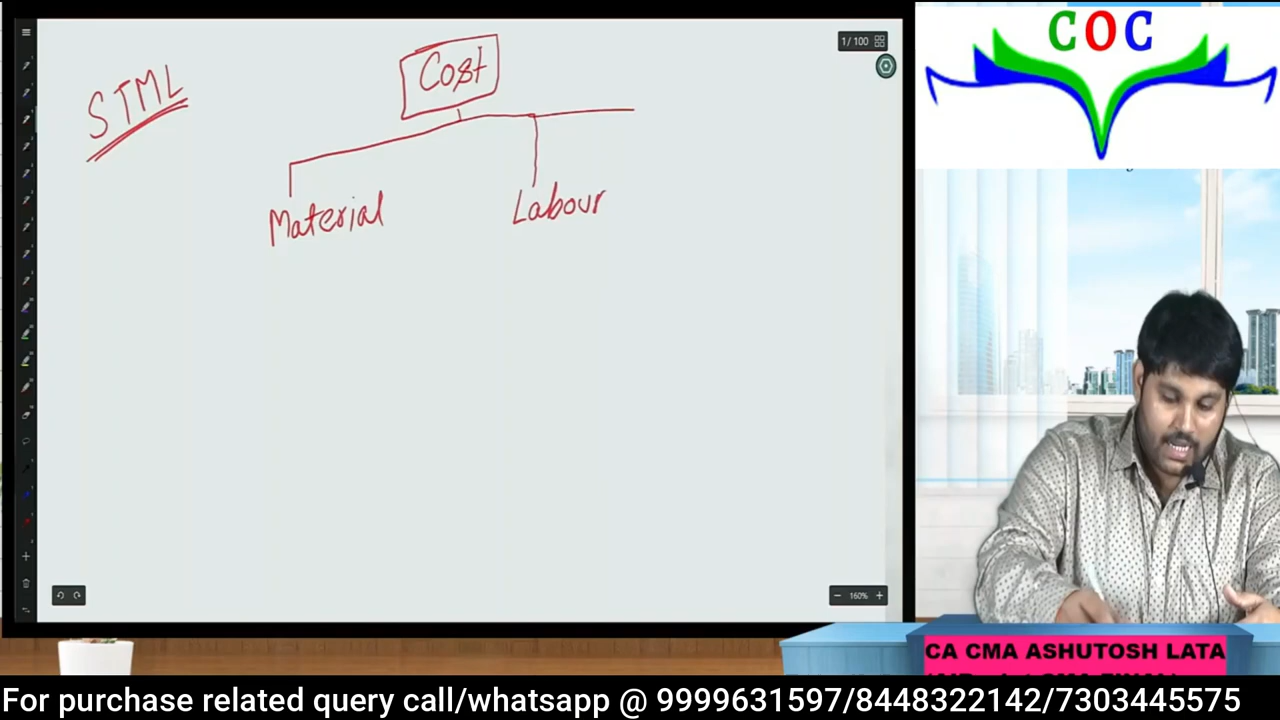 STML
Cost
Material
Labour
1/100
160%
COC
CA CMA ASHUTOSH LATA
For purchase related query call/whatsapp @ 9999631597/8448322142/7303445575